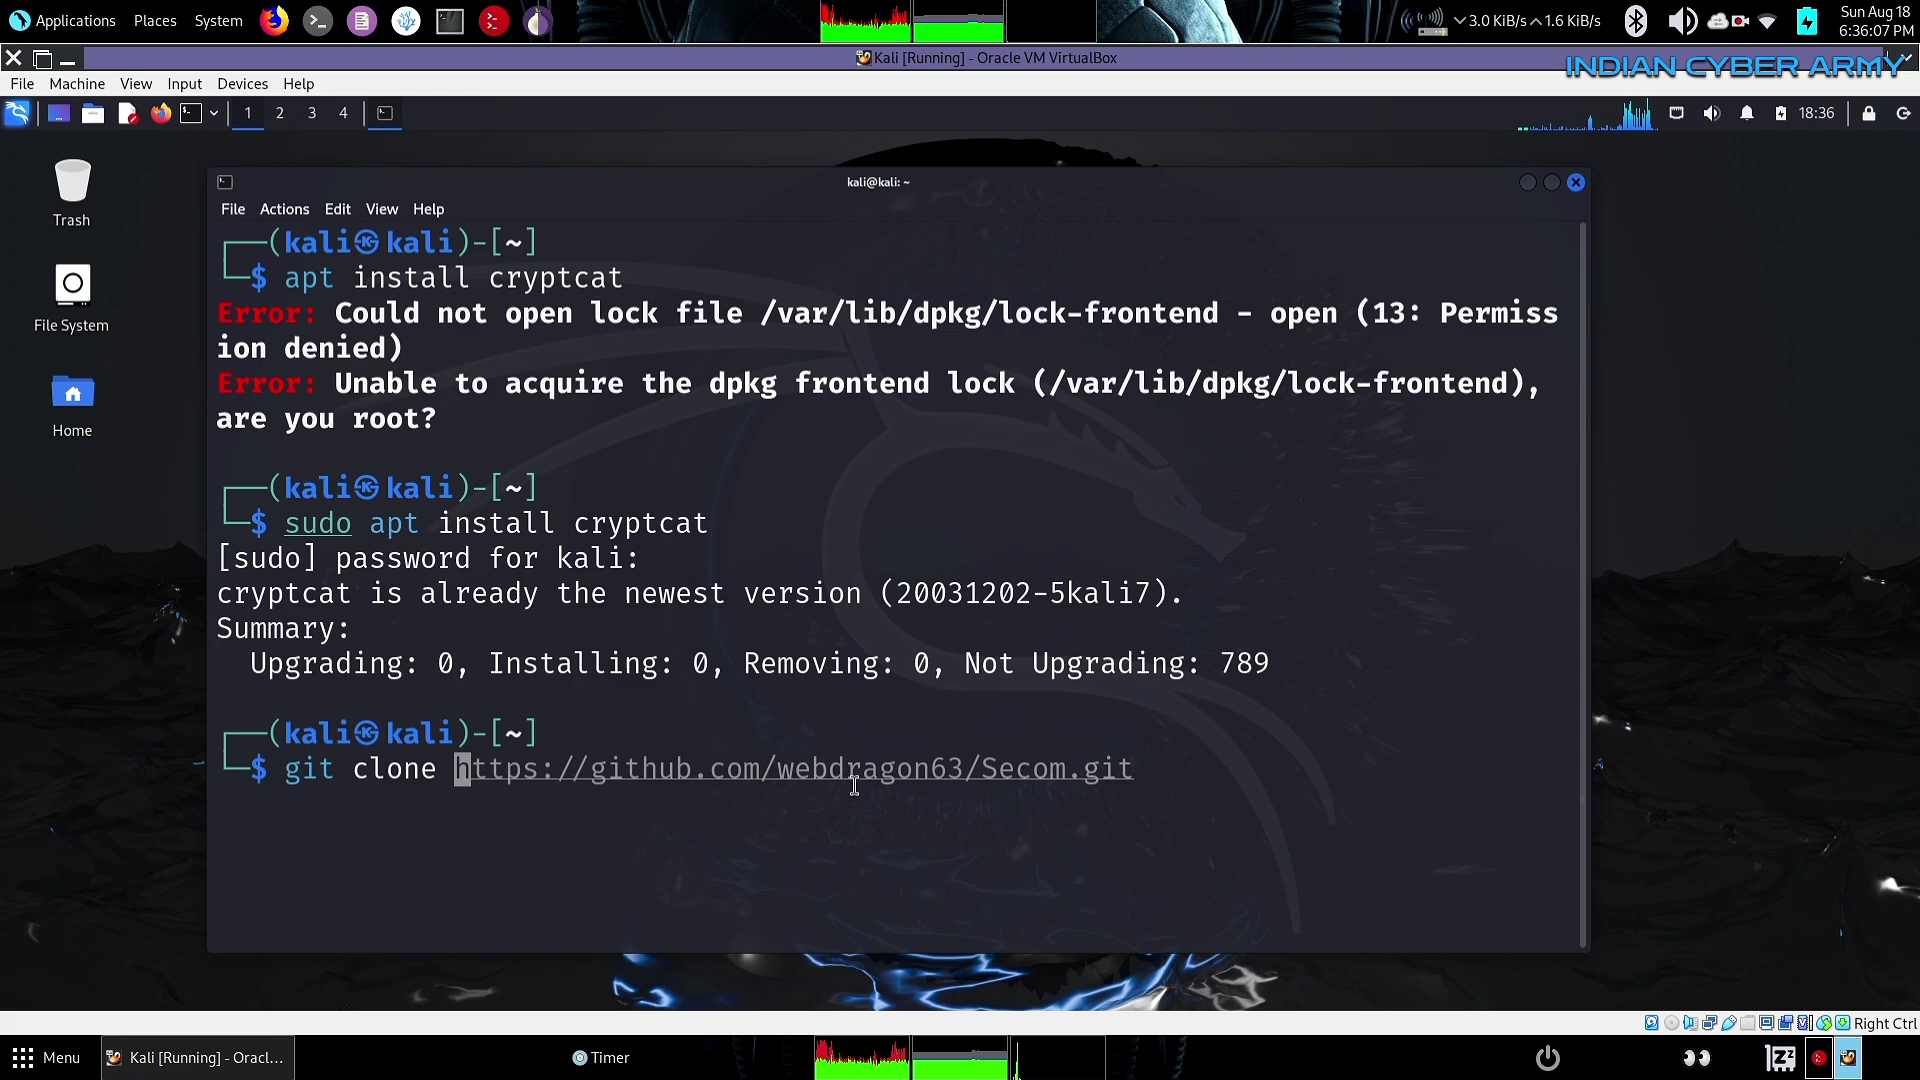 Applications Places System
3.0 KiB/s 1.6 KiB/s
Sun Aug 18
6:36:07 PM
Kali [Running] - Oracle VM VirtualBox
INDIAN CYBER ARMY
File Machine View Input Devices Help
1 2 3 4
18:36
Trash
File System
Home
kali@kali: ~
File Actions Edit View Help
┌──(kali㉿kali)-[~]
└─$ apt install cryptcat
Error: Could not open lock file /var/lib/dpkg/lock-frontend - open (13: Permiss
ion denied)
Error: Unable to acquire the dpkg frontend lock (/var/lib/dpkg/lock-frontend),
are you root?
┌──(kali㉿kali)-[~]
└─$ sudo apt install cryptcat
[sudo] password for kali:
cryptcat is already the newest version (20031202-5kali7).
Summary:
Upgrading: 0, Installing: 0, Removing: 0, Not Upgrading: 789
┌──(kali㉿kali)-[~]
└─$ git clone https://github.com/webdragon63/Secom.git
Right Ctrl
Menu
Kali [Running] - Oracl...
Timer